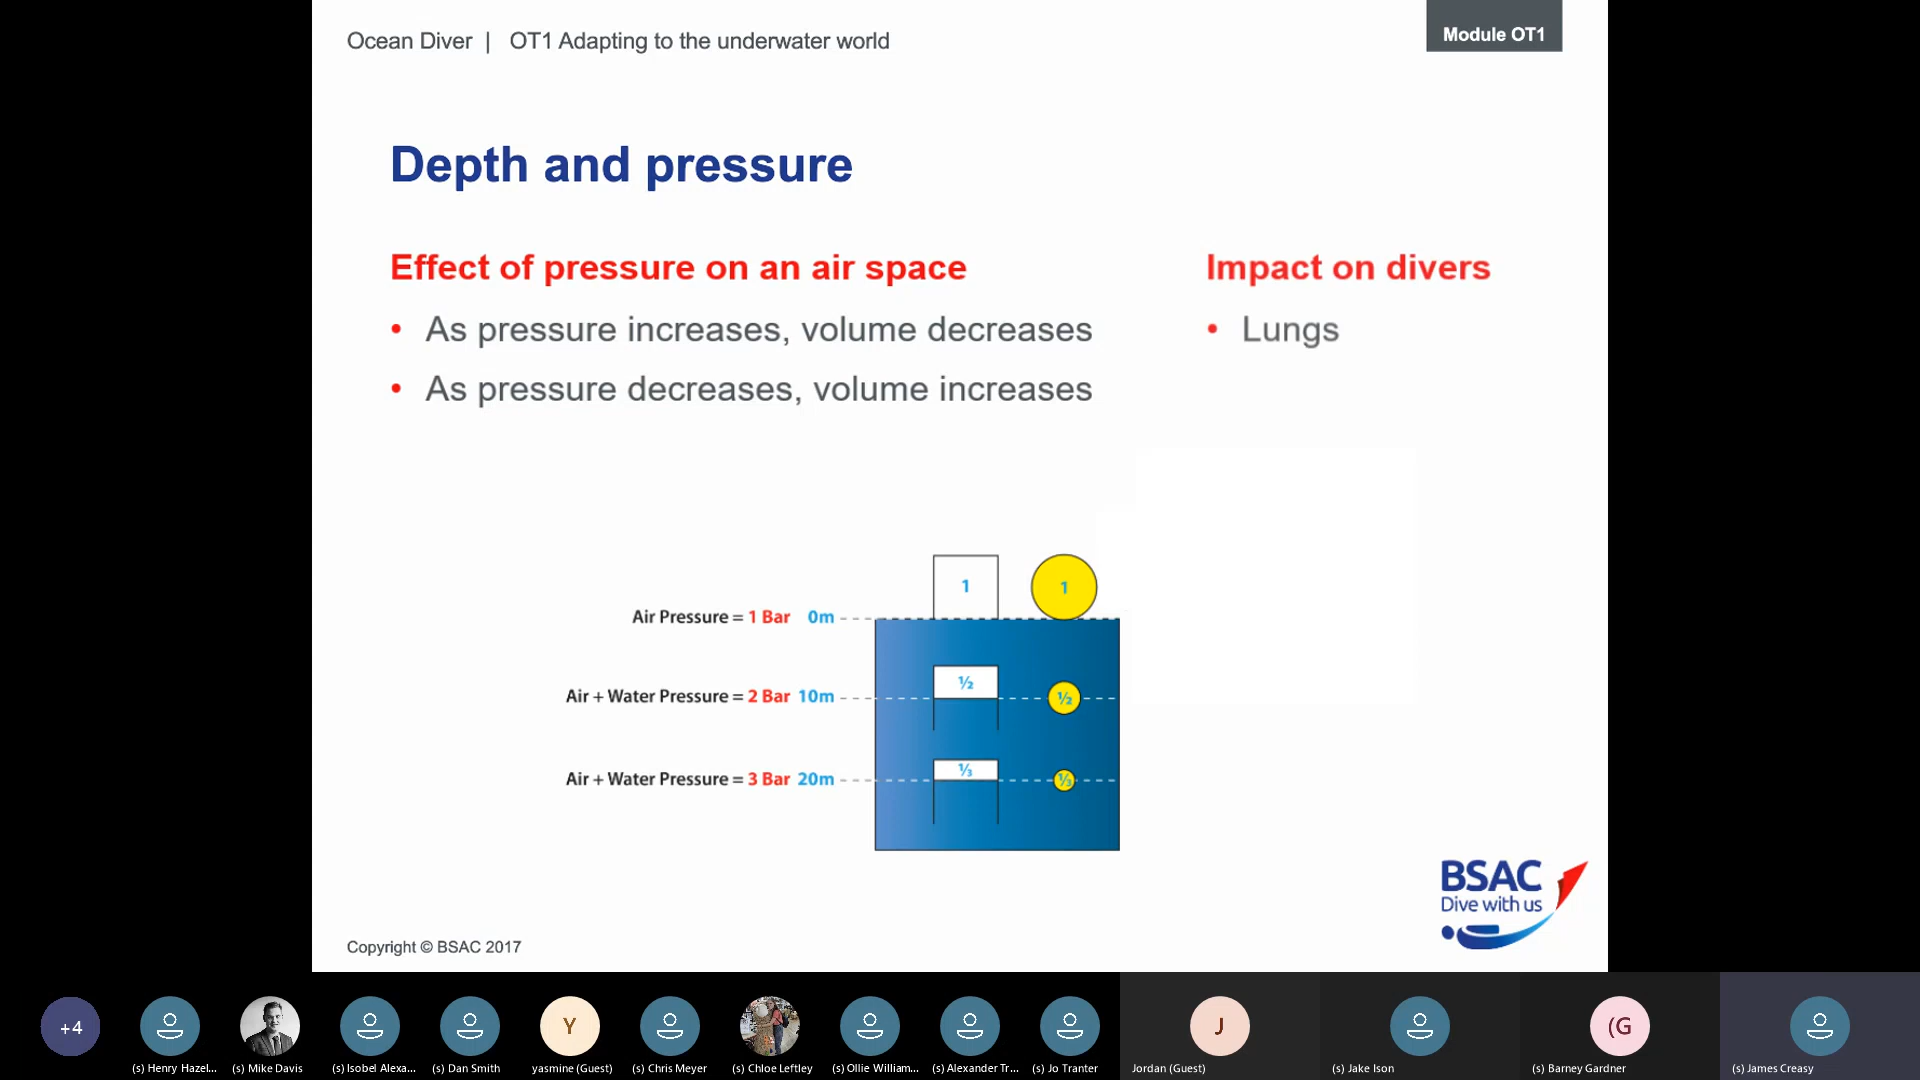 Ocean Diver | OT1 Adapting to the underwater world
Module OT1
Depth and pressure
Effect of pressure on an air space
• As pressure increases, volume decreases
• As pressure decreases, volume increases
Impact on divers
• Lungs
1
1
Air Pressure = 1 Bar 0m
½
½
Air + Water Pressure = 2 Bar 10m
⅓
⅓
Air + Water Pressure = 3 Bar 20m
BSAC
Dive with us
Copyright © BSAC 2017
+4
Y
J
(G
(s) Henry Hazel...
(s) Mike Davis
(s) Isobel Alexa...
(s) Dan Smith
yasmine (Guest)
(s) Chris Meyer
(s) Chloe Leftley
(s) Ollie William...
(s) Alexander Tr...
(s) Jo Tranter
Jordan (Guest)
(s) Jake Ison
(s) Barney Gardner
(s) James Creasy